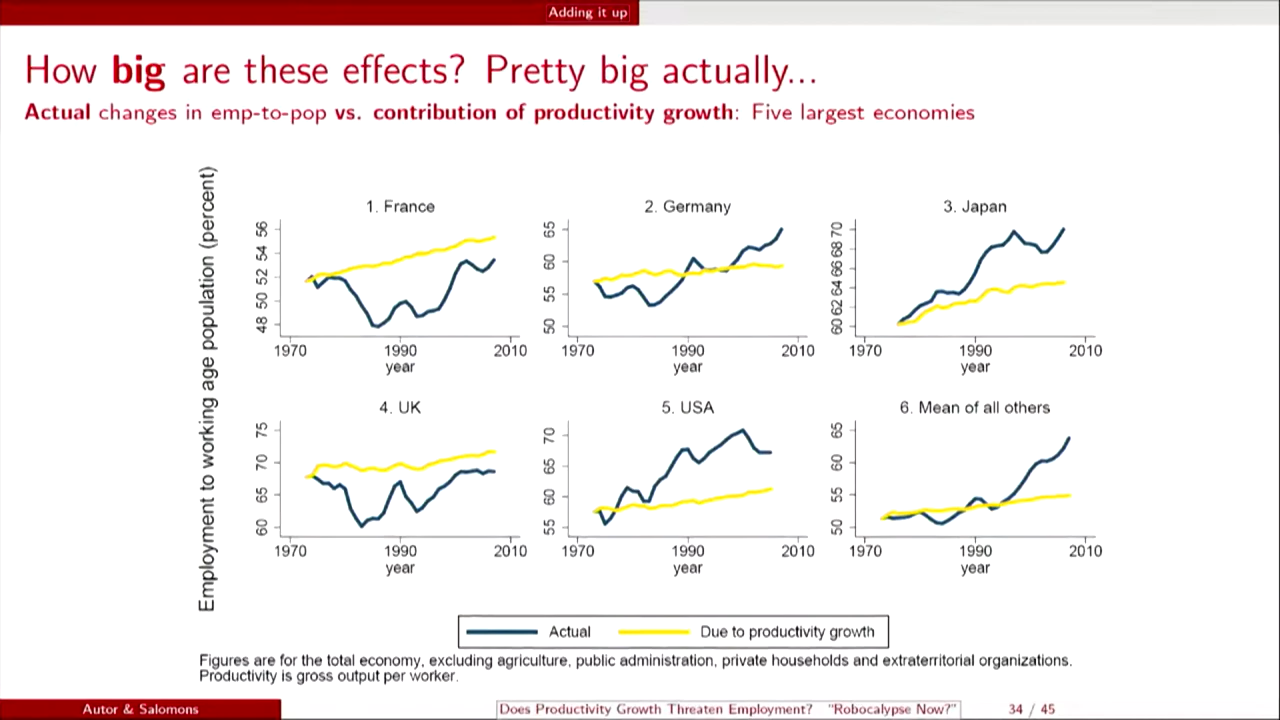 Adding it up
How big are these effects? Pretty big actually...
Actual changes in emp-to-pop vs. contribution of productivity growth: Five largest economies
Employment to working age population (percent)
1. France
48 50 52 54 56
1970 1990 2010
year
2. Germany
50 55 60 65
1970 1990 2010
year
3. Japan
60 62 64 66 68 70
1970 1990 2010
year
4. UK
60 65 70 75
1970 1990 2010
year
5. USA
55 60 65 70
1970 1990 2010
year
6. Mean of all others
50 55 60 65
1970 1990 2010
year
Actual Due to productivity growth
Figures are for the total economy, excluding agriculture, public administration, private households and extraterritorial organizations.
Productivity is gross output per worker.
Autor & Salomons Does Productivity Growth Threaten Employment? "Robocalypse Now?" 34 / 45